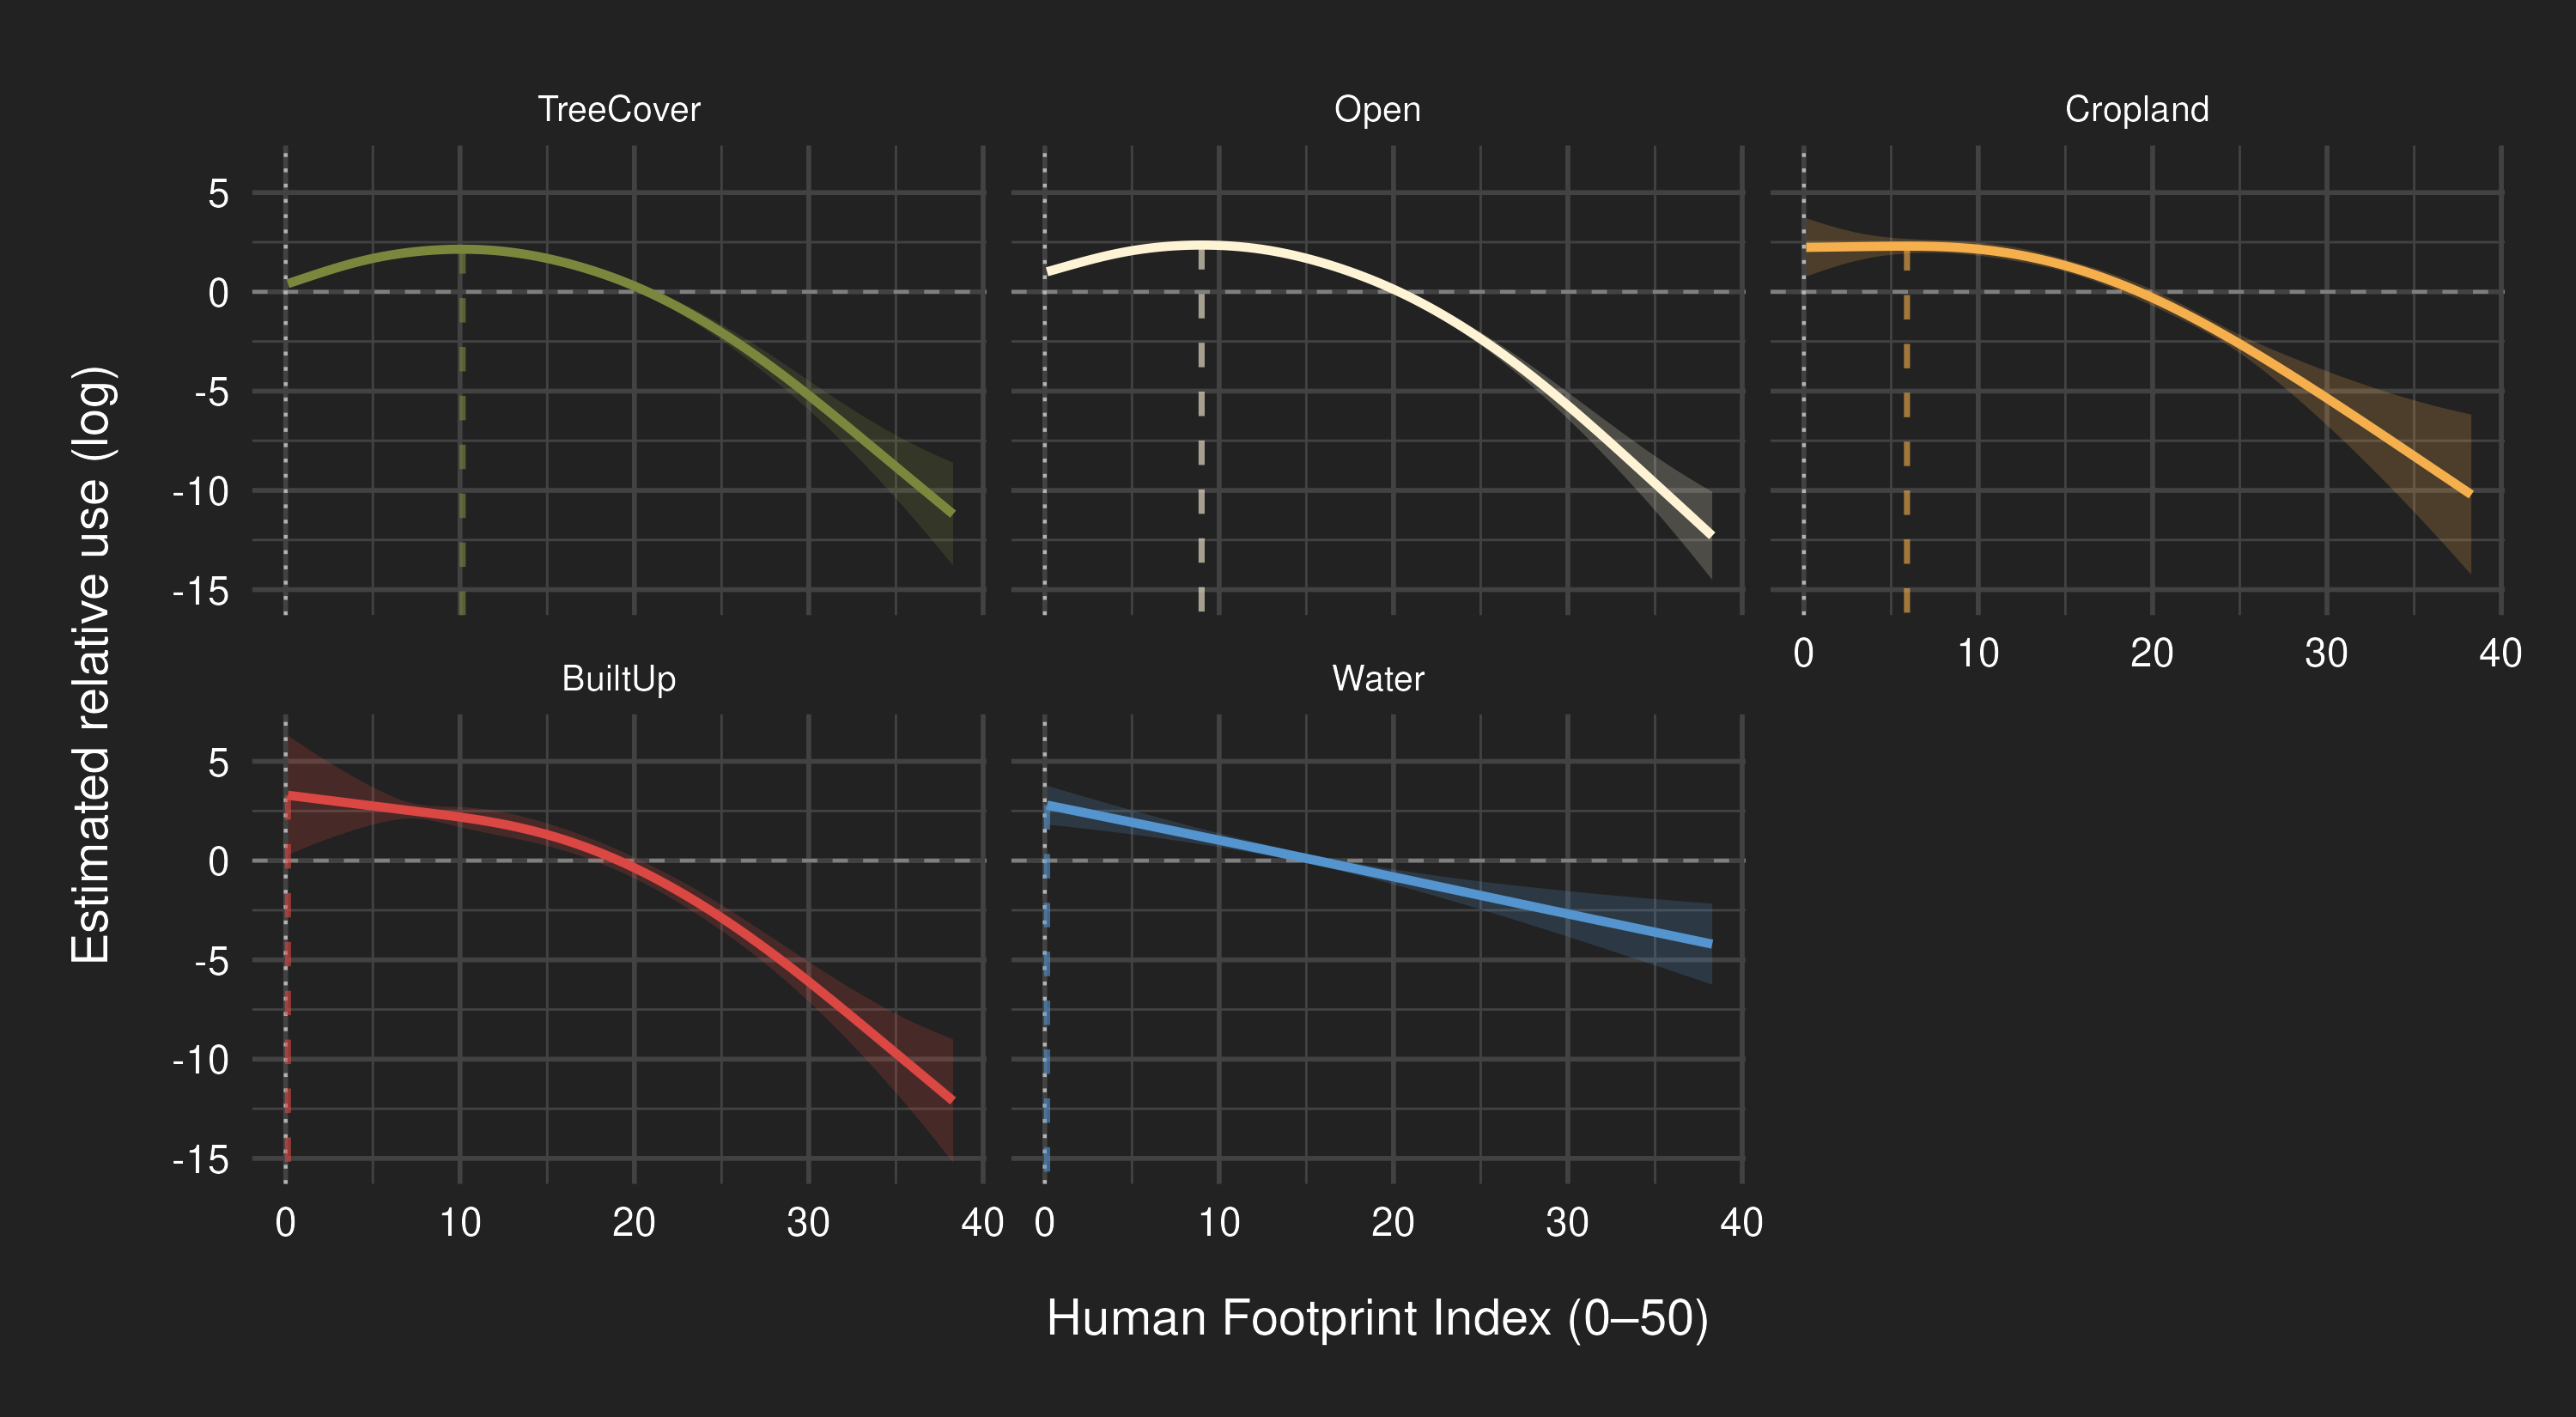 TreeCover
Open
Cropland
5
0
-5
-10
-15
0 10 20 30 40
BuiltUp
Water
5
0
-5
-10
-15
0 10 20 30 40
0 10 20 30 40
Estimated relative use (log)
Human Footprint Index (0–50)